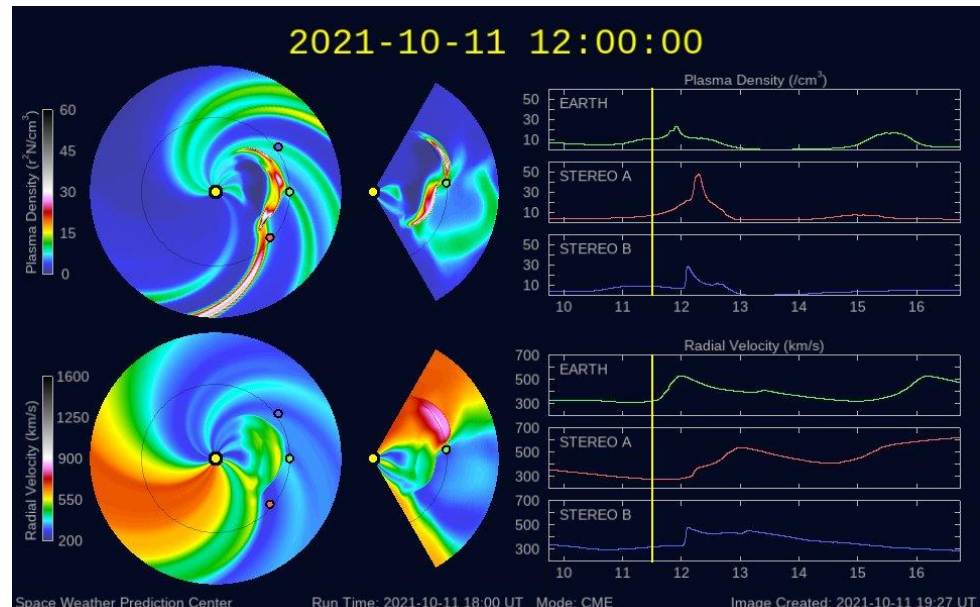 2021-10-11 12:00:00
Plasma Density (r²N/cm³)
60
45
30
15
0
Plasma Density (/cm³)
EARTH
50
30
10
STEREO A
50
30
10
STEREO B
50
30
10
10 11 12 13 14 15 16
Radial Velocity (km/s)
1600
1250
900
550
200
Radial Velocity (km/s)
EARTH
700
500
300
STEREO A
700
500
300
STEREO B
700
500
300
10 11 12 13 14 15 16
Space Weather Prediction Center Run Time: 2021-10-11 18:00 UT Mode: CME Image Created: 2021-10-11 19:27 UT